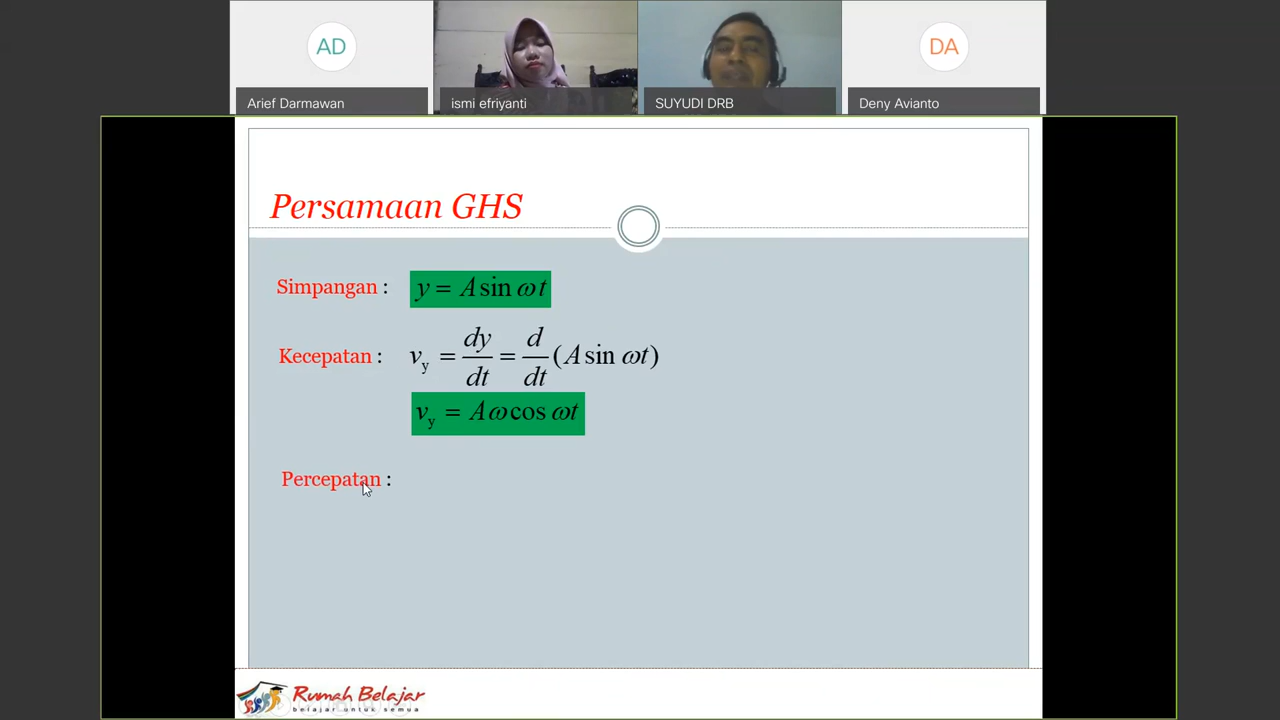 AD
DA
Arief Darmawan
ismi efriyanti
SUYUDI DRB
Deny Avianto
Persamaan GHS
Simpangan : y = A sin ω t
Kecepatan : v_y = dy/dt = d/dt (A sin ωt)
v_y = Aω cos ωt
Percepatan :
Rumah Belajar
belajar untuk semua